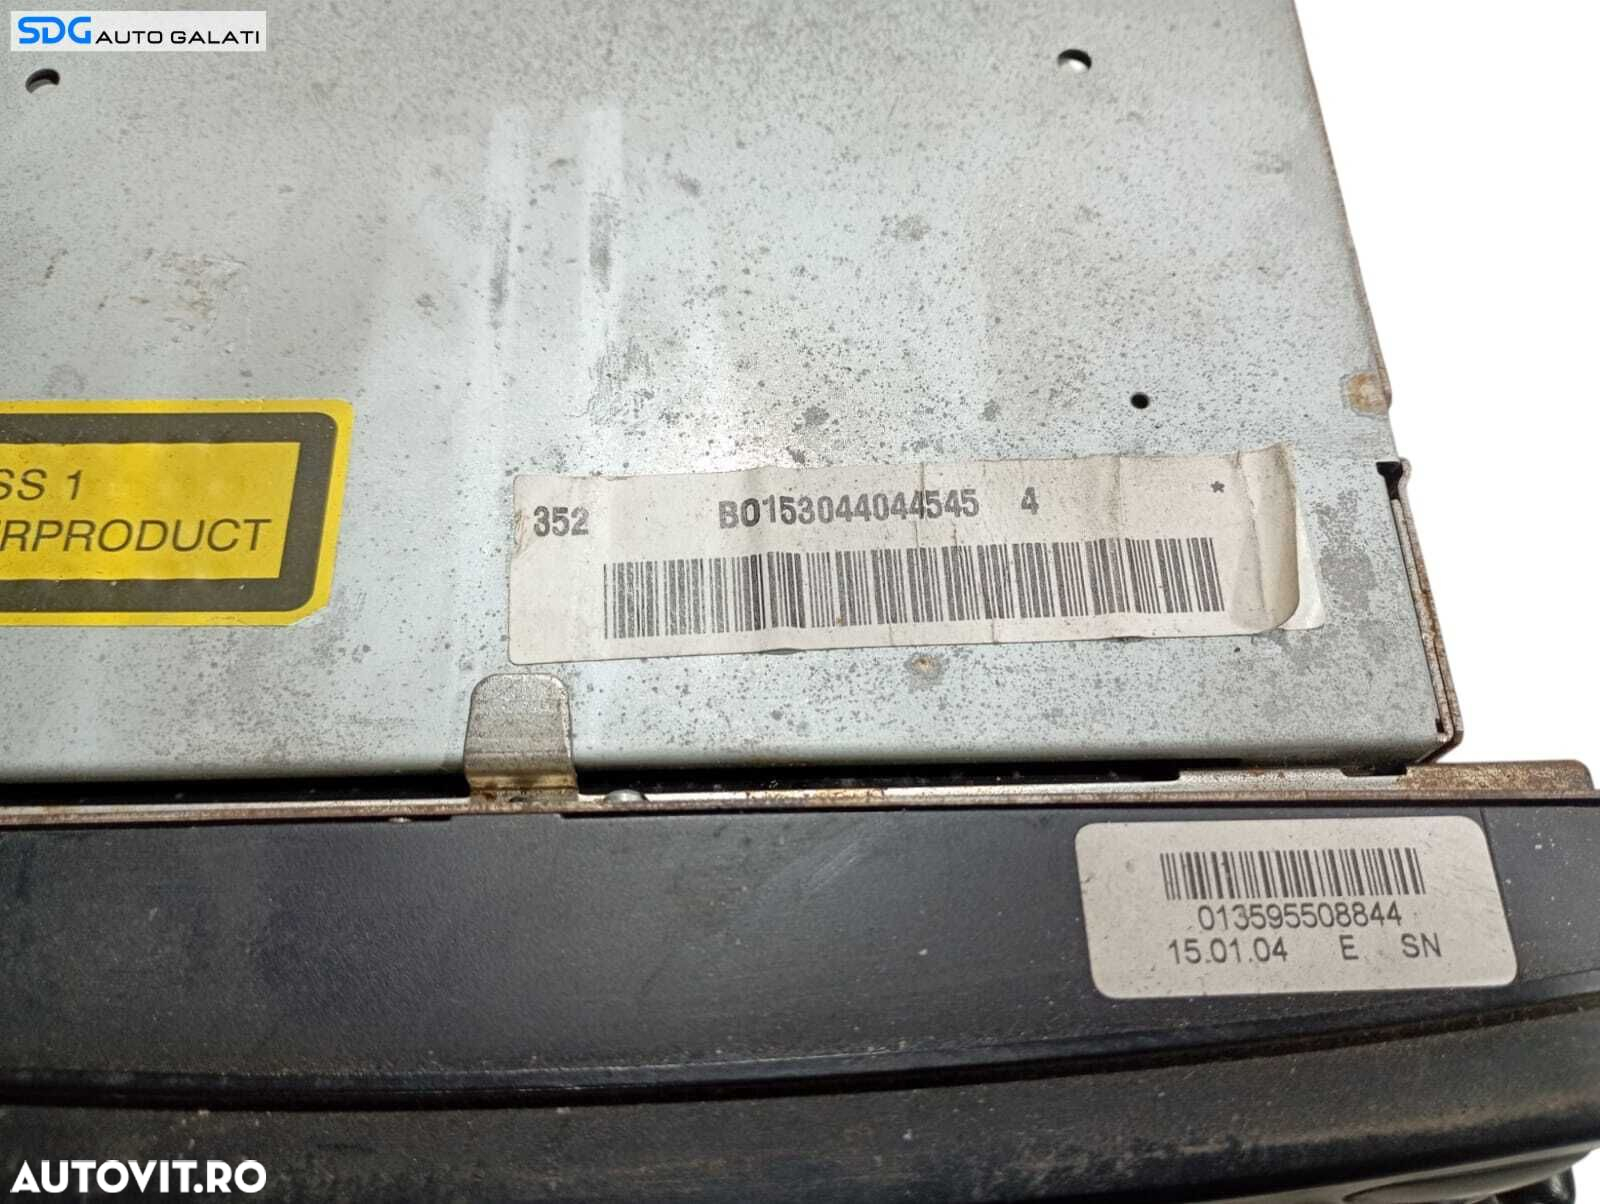 SDG AUTO GALATI
SS 1
RPRODUCT
352 BO153044044545 4 *
013595508844
15.01.04 E SN
AUTOVIT.RO